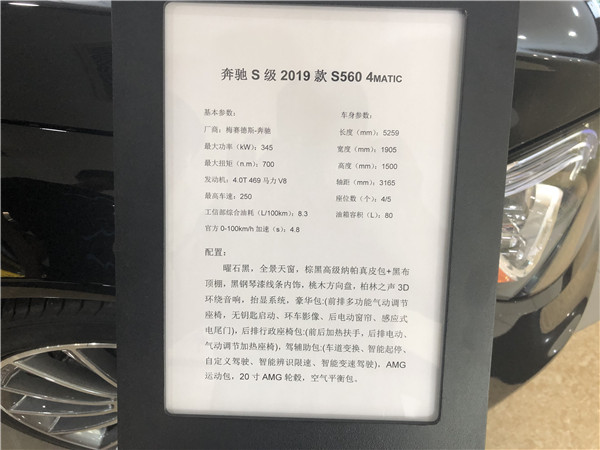 奔驰 S 级 2019 款 S560 4MATIC
基本参数： 车身参数：
厂商：梅赛德斯-奔驰 长度（mm）：5259
最大功率（kW）：345 宽度（mm）：1905
最大扭矩（n.m）：700 高度（mm）：1500
发动机：4.0T 469 马力 V8 轴距（mm）：3165
最高车速：250 座位数（个）：4/5
工信部综合油耗（L/100km）：8.3 油箱容积（L）：80
官方 0-100km/h 加速（s）：4.8
配置：
曜石黑，全景天窗，棕黑高级纳帕真皮包+黑布
顶棚，黑钢琴漆线条内饰，桃木方向盘，柏林之声 3D
环绕音响，抬显系统，豪华包:(前排多功能气动调节
座椅，无钥匙启动、环车影像、后电动窗帘、感应式
电尾门)，后排行政座椅包:(前后加热扶手，后排电动、
气动调节加热座椅)，驾辅助包:(车道变换、智能起停、
自定义驾驶、智能辨识限速、智能变速驾驶)，AMG
运动包，20 寸 AMG 轮毂，空气平衡包、